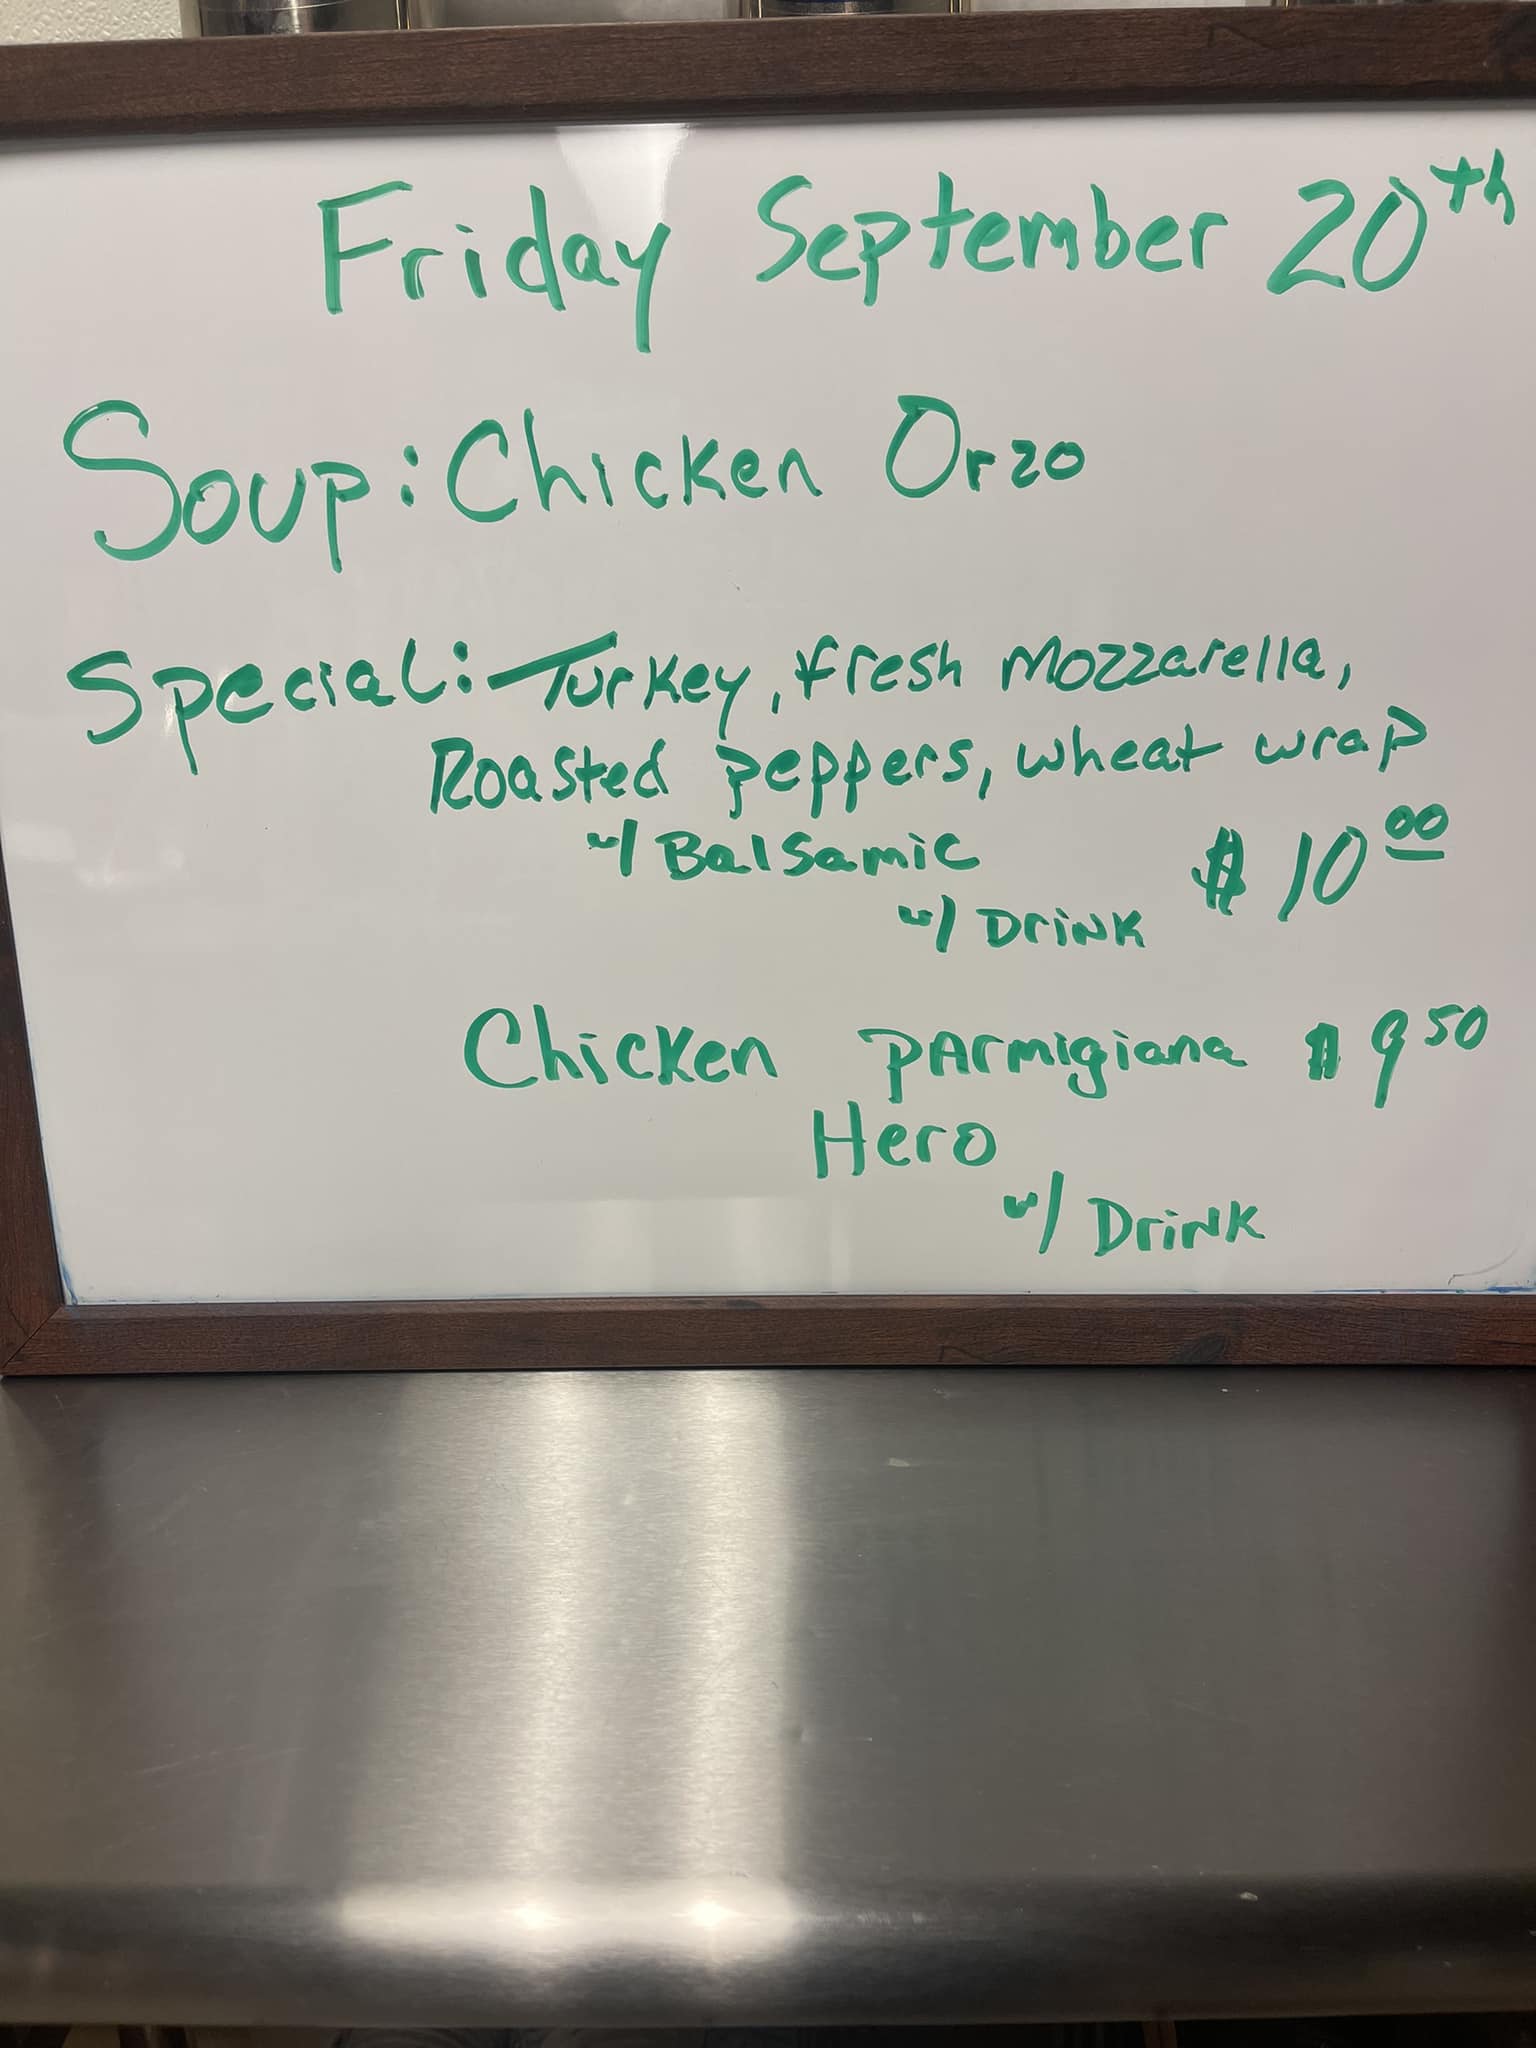 Friday September 20th
Soup: Chicken Orzo
Special: Turkey, fresh mozzarella,
Roasted peppers, wheat wrap
w/ Balsamic $10.00
w/ Drink
Chicken parmigiana $9.50
Hero
w/ Drink